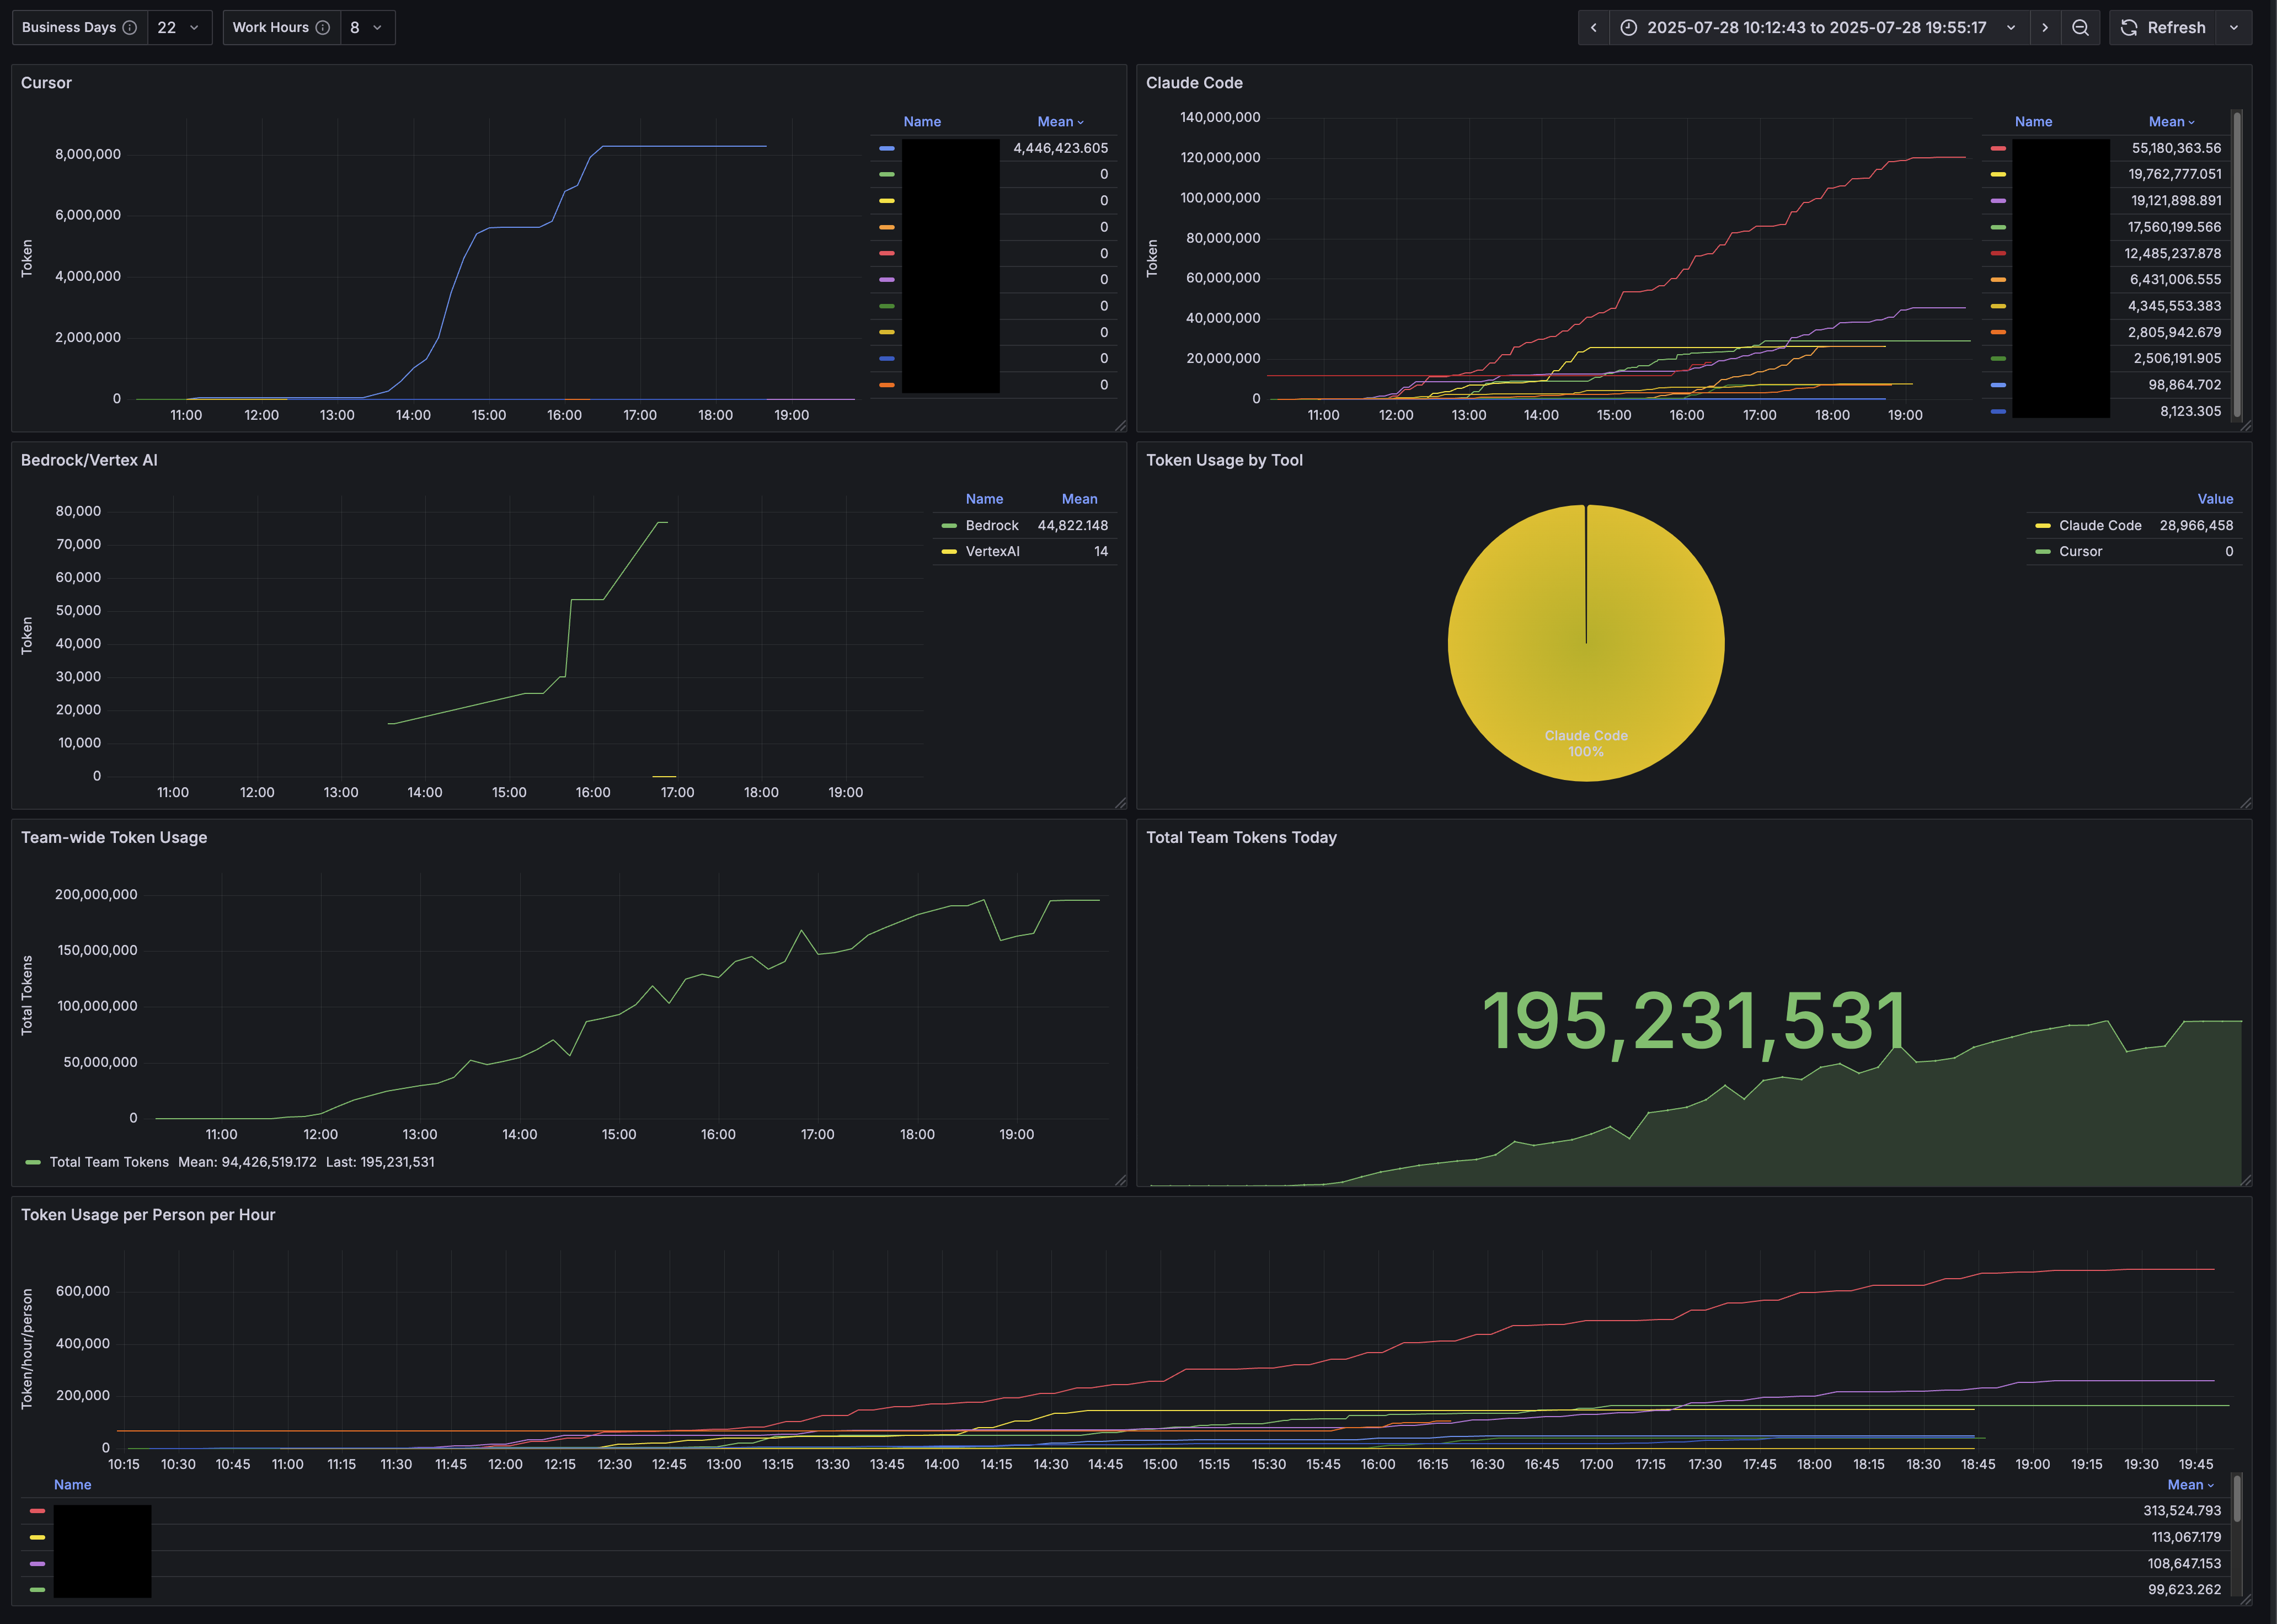 Business Days 22 Work Hours 8 2025-07-28 10:12:43 to 2025-07-28 19:55:17 Refresh
Cursor
Token
8,000,000
6,000,000
4,000,000
2,000,000
0
11:00 12:00 13:00 14:00 15:00 16:00 17:00 18:00 19:00
Name Mean
4,446,423.605
0
0
0
0
0
0
0
0
0
Claude Code
Token
140,000,000
120,000,000
100,000,000
80,000,000
60,000,000
40,000,000
20,000,000
0
11:00 12:00 13:00 14:00 15:00 16:00 17:00 18:00 19:00
Name Mean
55,180,363.56
19,762,777.051
19,121,898.891
17,560,199.566
12,485,237.878
6,431,006.555
4,345,553.383
2,805,942.679
2,506,191.905
98,864.702
8,123.305
Bedrock/Vertex AI
Token
80,000
70,000
60,000
50,000
40,000
30,000
20,000
10,000
0
11:00 12:00 13:00 14:00 15:00 16:00 17:00 18:00 19:00
Name Mean
Bedrock 44,822.148
VertexAI 14
Token Usage by Tool
Claude Code
100%
Value
Claude Code 28,966,458
Cursor 0
Team-wide Token Usage
Total Tokens
200,000,000
150,000,000
100,000,000
50,000,000
0
11:00 12:00 13:00 14:00 15:00 16:00 17:00 18:00 19:00
Total Team Tokens Mean: 94,426,519.172 Last: 195,231,531
Total Team Tokens Today
195,231,531
Token Usage per Person per Hour
Token/hour/person
600,000
400,000
200,000
0
10:15 10:30 10:45 11:00 11:15 11:30 11:45 12:00 12:15 12:30 12:45 13:00 13:15 13:30 13:45 14:00 14:15 14:30 14:45 15:00 15:15 15:30 15:45 16:00 16:15 16:30 16:45 17:00 17:15 17:30 17:45 18:00 18:15 18:30 18:45 19:00 19:15 19:30 19:45
Name Mean
313,524.793
113,067.179
108,647.153
99,623.262